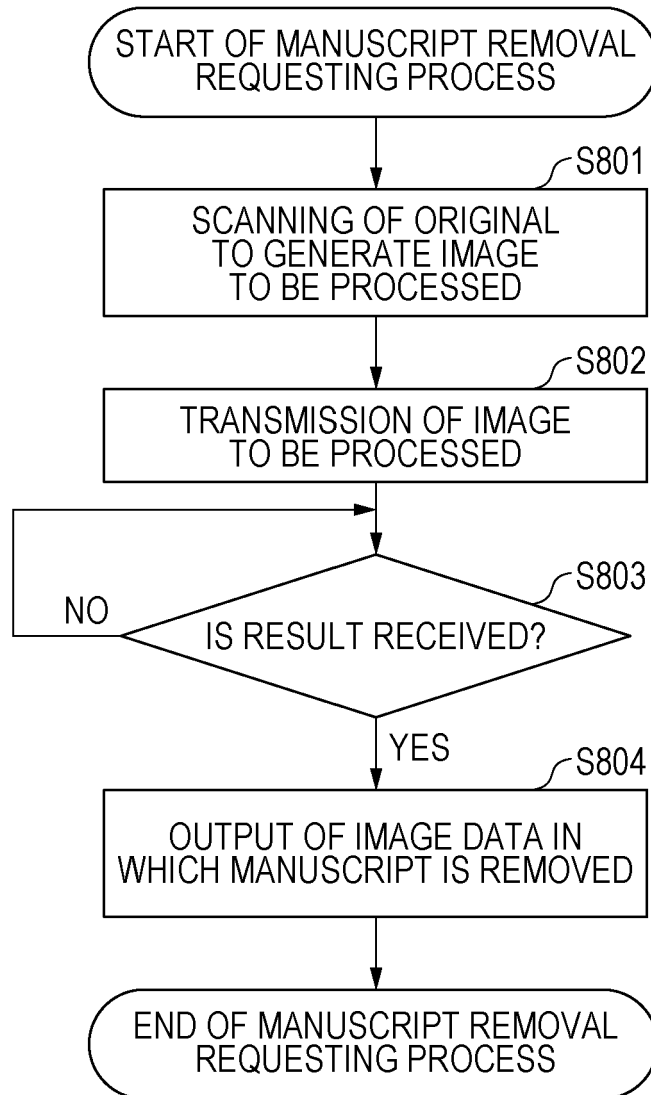 START OF MANUSCRIPT REMOVAL
REQUESTING PROCESS
S801
SCANNING OF ORIGINAL
TO GENERATE IMAGE
TO BE PROCESSED
S802
TRANSMISSION OF IMAGE
TO BE PROCESSED
S803
NO
IS RESULT RECEIVED?
YES
S804
OUTPUT OF IMAGE DATA IN
WHICH MANUSCRIPT IS REMOVED
END OF MANUSCRIPT REMOVAL
REQUESTING PROCESS